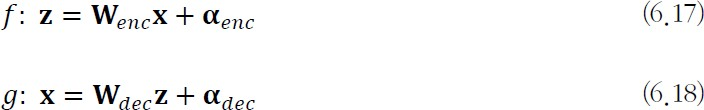 f: z = W_enc x + α_enc (6.17)
g: x = W_dec z + α_dec (6.18)